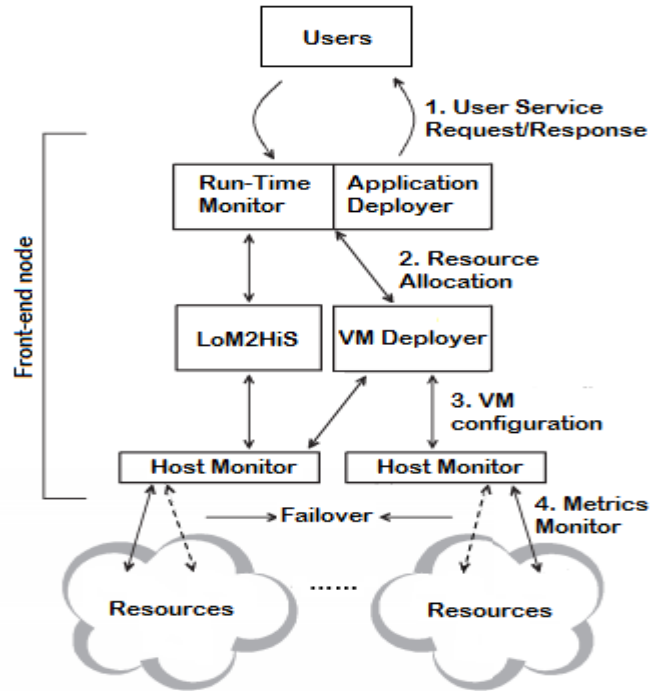 Users
1. User Service
Request/Response
Run-Time
Monitor
Application
Deployer
2. Resource
Allocation
Front-end node
LoM2HiS
VM Deployer
3. VM
configuration
Host Monitor
Host Monitor
4. Metrics
Monitor
Failover
Resources
......
Resources